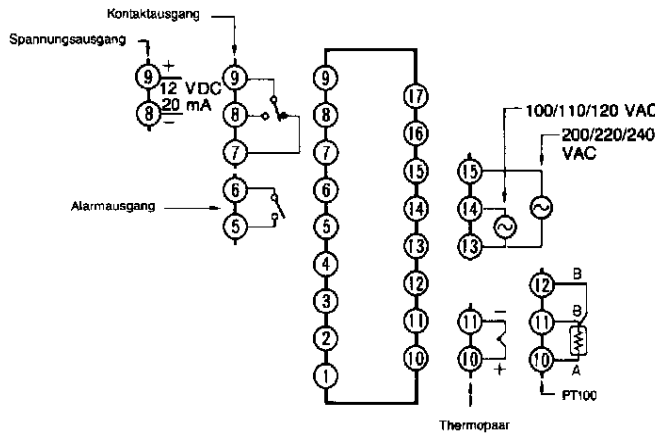 Kontaktausgang
Spannungsausgang
9 + 9 9 17
12 VDC
8 20 mA 8 8 16
−
7 7
100/110/120 VAC
200/220/240
VAC
6 6 15 15
14 14
Alarmausgang 5 5 13 13
4 12 12 B
3 11 11 − 11 B
2 10 10 + 10 A
1
PT100
Thermopaar